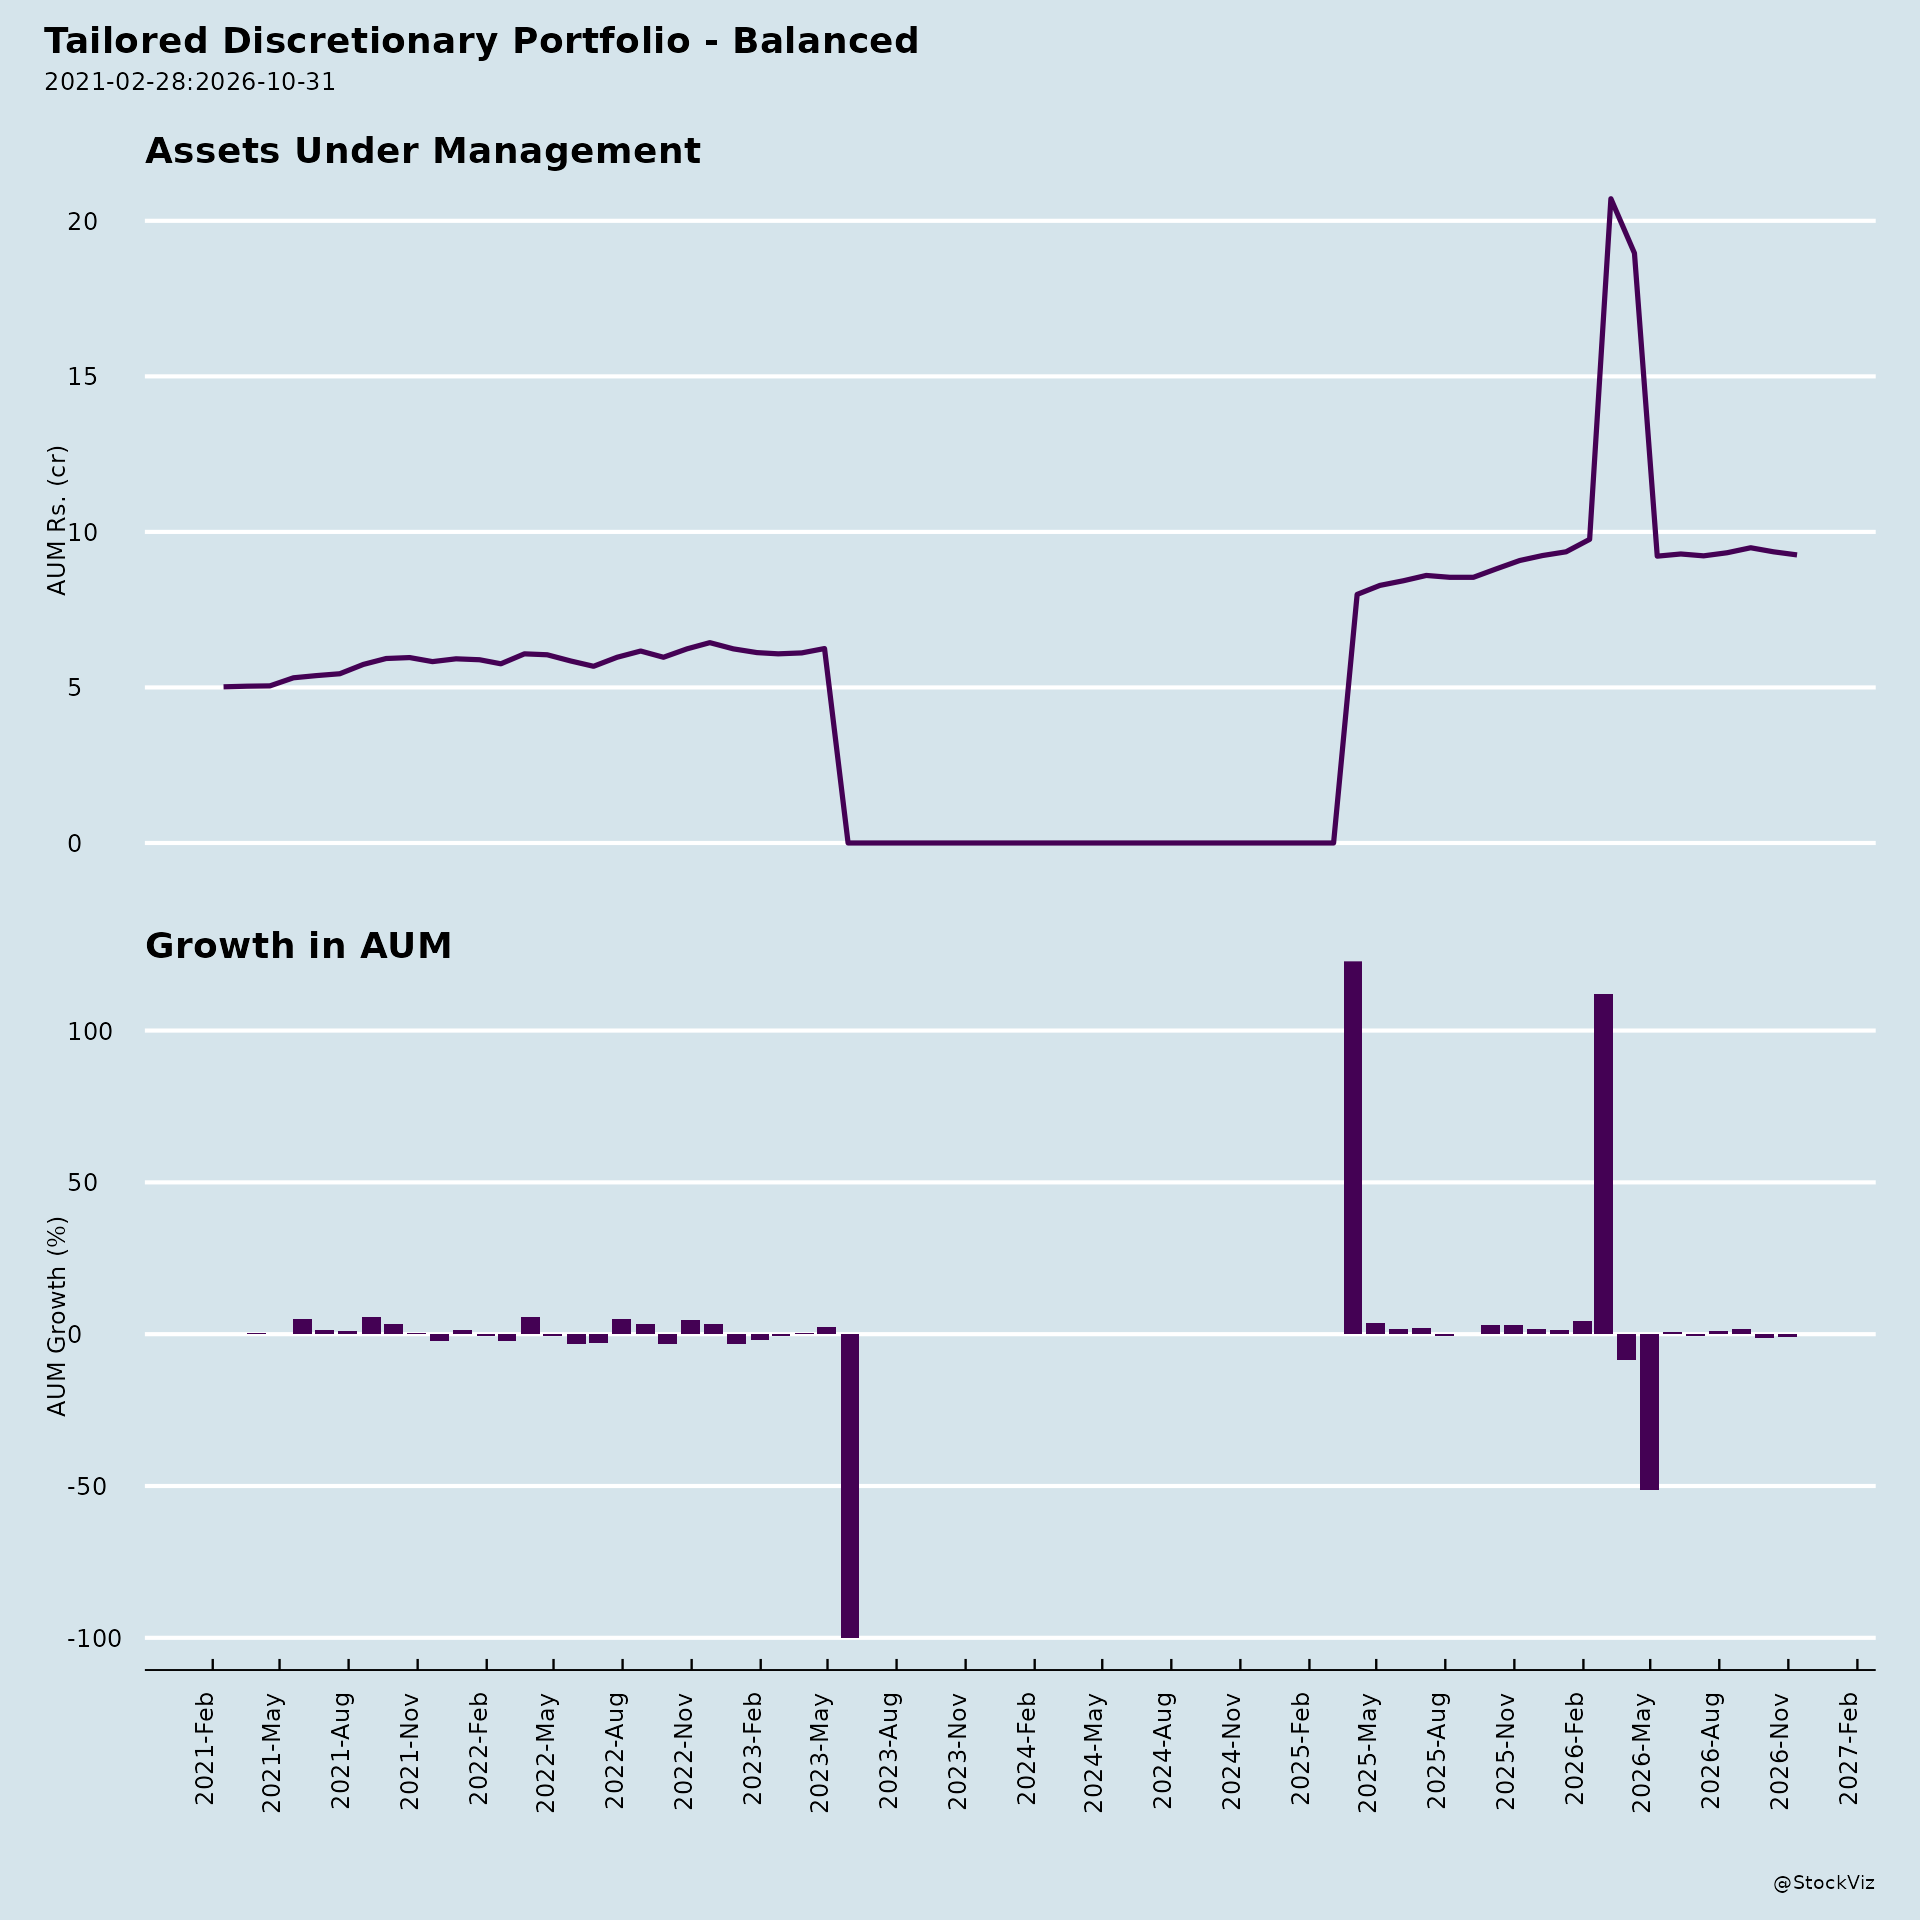 Tailored Discretionary Portfolio - Balanced
2021-02-28:2026-10-31
Assets Under Management
AUM Rs. (cr)
20
15
10
5
0
Growth in AUM
AUM Growth (%)
100
50
0
-50
-100
2021-Feb
2021-May
2021-Aug
2021-Nov
2022-Feb
2022-May
2022-Aug
2022-Nov
2023-Feb
2023-May
2023-Aug
2023-Nov
2024-Feb
2024-May
2024-Aug
2024-Nov
2025-Feb
2025-May
2025-Aug
2025-Nov
2026-Feb
2026-May
2026-Aug
2026-Nov
2027-Feb
@StockViz